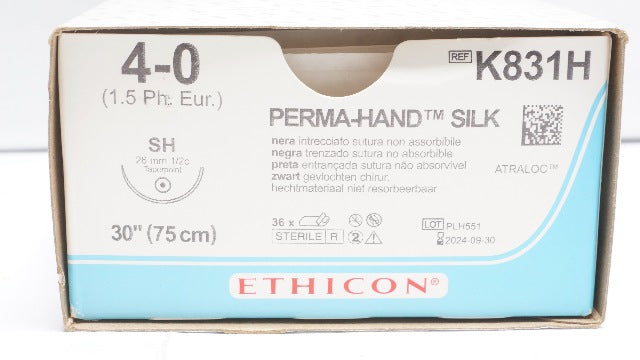 4-0
(1.5 Ph. Eur.)
SH
26 mm 1/2c
Taperpoint
30" (75 cm)
REF K831H
PERMA-HAND™ SILK
nera intrecciato sutura non assorbibile
negra trenzado sutura no absorbible
preta entrançada sutura não absorvível
zwart gevlochten chirur.
hechtmateriaal niet resorbeerbaar
ATRALOC™
36 x
STERILE R
2
LOT PLH551
2024-09-30
ETHICON®